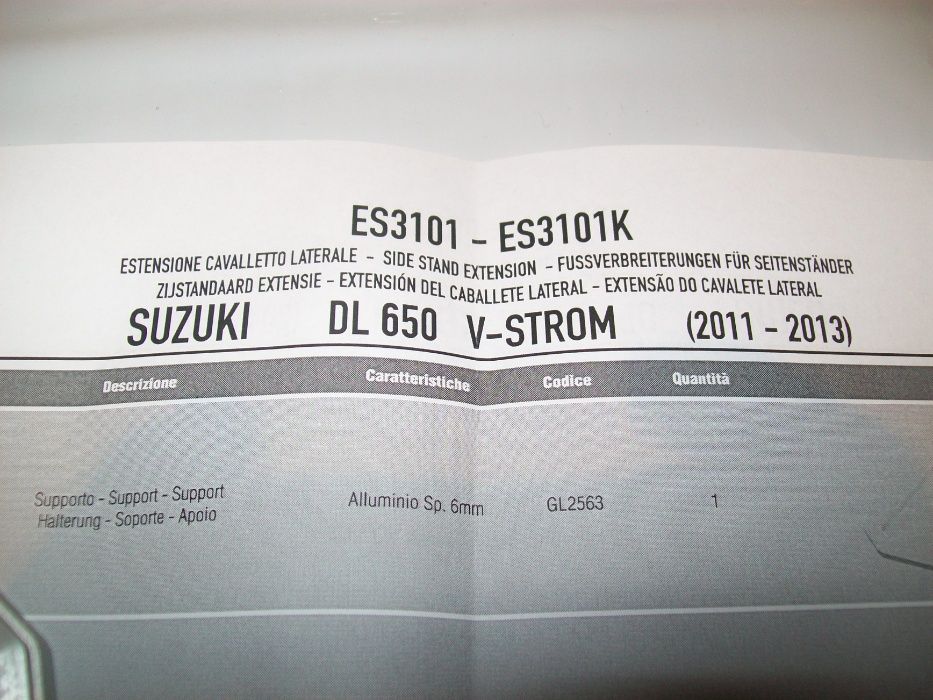 ES3101 - ES3101K
ESTENSIONE CAVALLETTO LATERALE - SIDE STAND EXTENSION - FUSSVERBREITERUNGEN FÜR SEITENSTÄNDER
ZIJSTANDAARD EXTENSIE - EXTENSIÓN DEL CABALLETE LATERAL - EXTENSÃO DO CAVALETE LATERAL
SUZUKI DL 650 V-STROM (2011 - 2013)
Descrizione Caratteristiche Codice Quantità
Supporto - Support - Support
Halterung - Soporte - Apoio
Alluminio Sp. 6mm GL2563 1